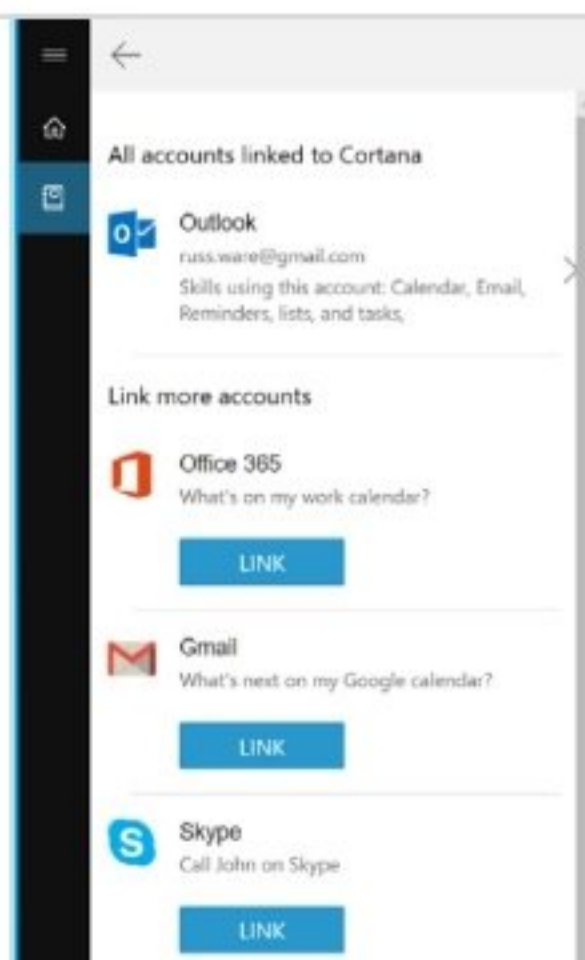 All accounts linked to Cortana
Outlook
russ.ware@gmail.com
Skills using this account: Calendar, Email,
Reminders, lists, and tasks,
Link more accounts
Office 365
What's on my work calendar?
LINK
Gmail
What's next on my Google calendar?
LINK
Skype
Call John on Skype
LINK